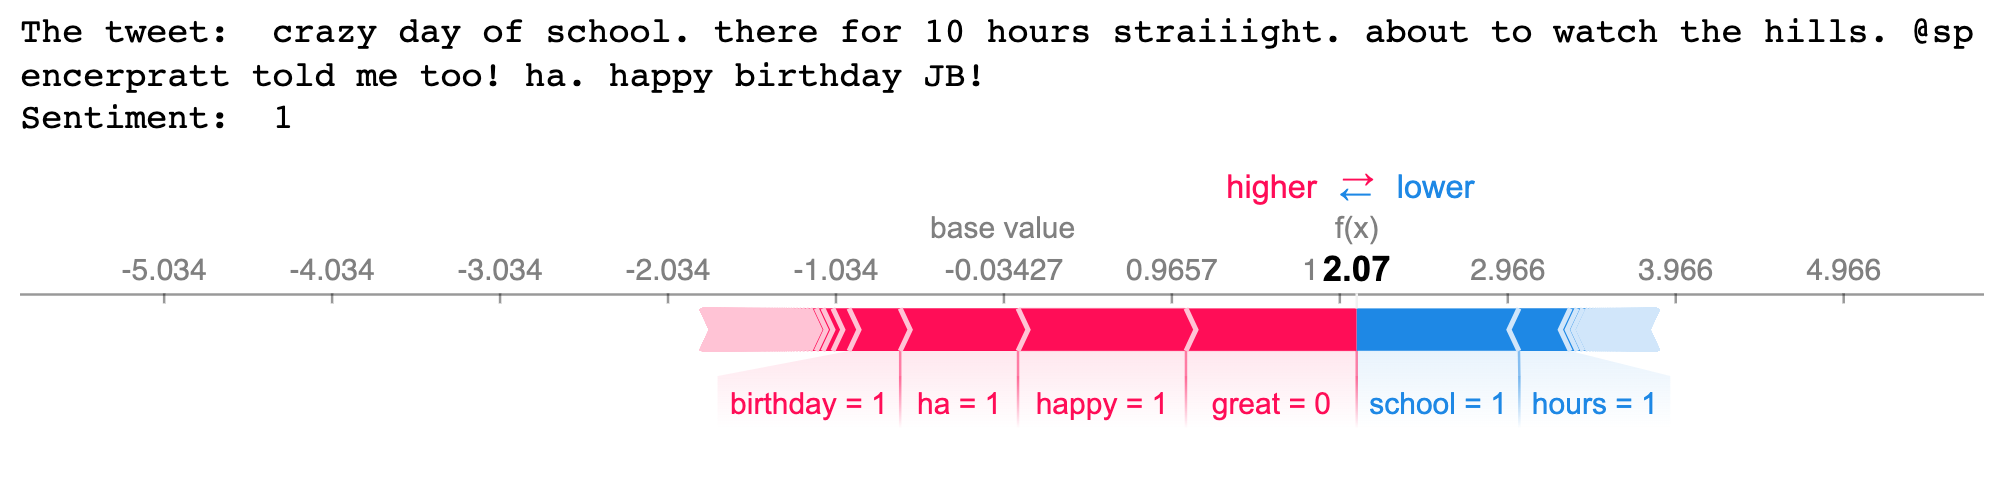 The tweet:  crazy day of school. there for 10 hours straiiight. about to watch the hills. @sp
encerpratt told me too! ha. happy birthday JB!
Sentiment:  1
higher ⇄ lower
base value f(x)
-5.034 -4.034 -3.034 -2.034 -1.034 -0.03427 0.9657 1 2.07 2.966 3.966 4.966
birthday = 1 ha = 1 happy = 1 great = 0 school = 1 hours = 1